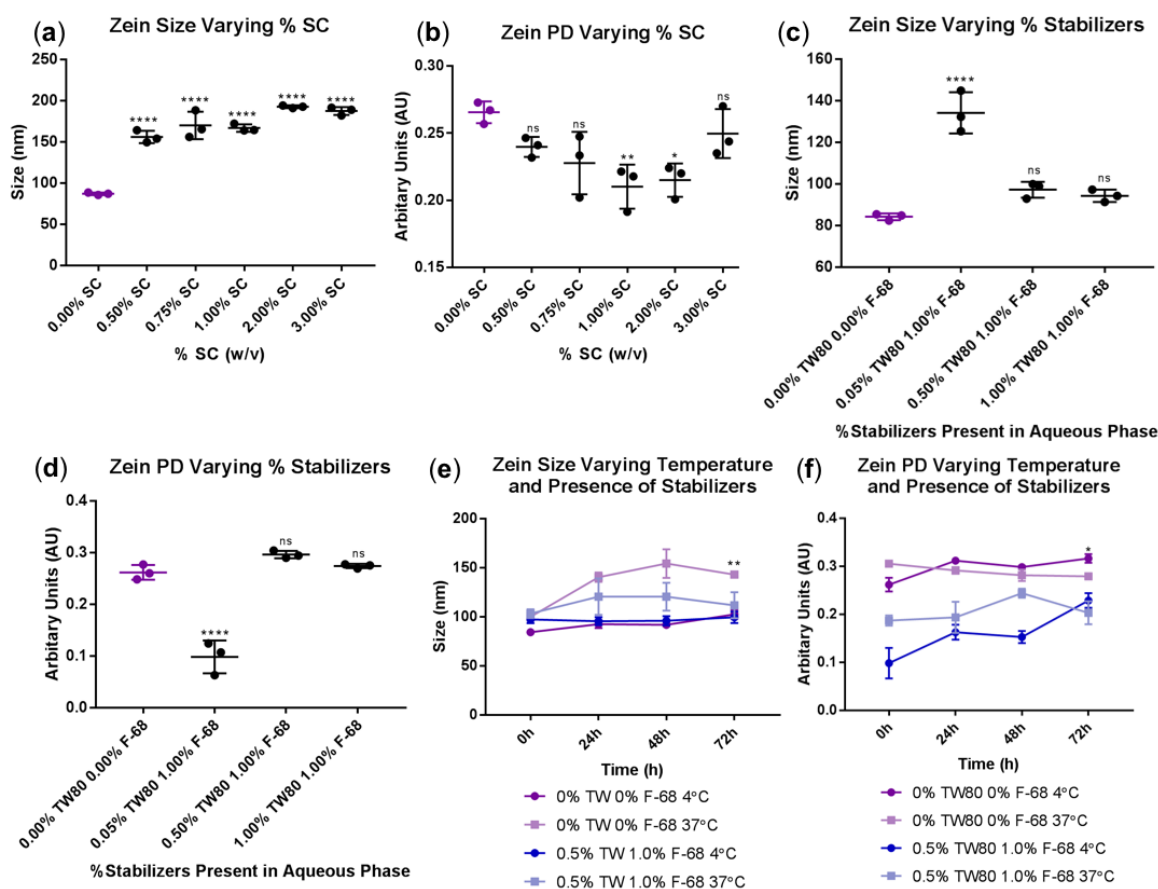 (a) Zein Size Varying % SC
Size (nm)
250
200
150
100
50
0
****
****
****
****
****
0.00% SC
0.50% SC
0.75% SC
1.00% SC
2.00% SC
3.00% SC
% SC (w/v)
(b) Zein PD Varying % SC
Arbitary Units (AU)
0.30
0.25
0.20
0.15
ns
ns
**
*
ns
0.00% SC
0.50% SC
0.75% SC
1.00% SC
2.00% SC
3.00% SC
% SC (w/v)
(c) Zein Size Varying % Stabilizers
Size (nm)
160
140
120
100
80
60
****
ns
ns
0.00% TW80 0.00% F-68
0.05% TW80 1.00% F-68
0.50% TW80 1.00% F-68
1.00% TW80 1.00% F-68
%Stabilizers Present in Aqueous Phase
(d) Zein PD Varying % Stabilizers
Arbitary Units (AU)
0.4
0.3
0.2
0.1
0.0
****
ns
ns
0.00% TW80 0.00% F-68
0.05% TW80 1.00% F-68
0.50% TW80 1.00% F-68
1.00% TW80 1.00% F-68
%Stabilizers Present in Aqueous Phase
(e) Zein Size Varying Temperature
and Presence of Stabilizers
Size (nm)
200
150
100
50
0
**
0h
24h
48h
72h
Time (h)
0% TW 0% F-68 4°C
0% TW 0% F-68 37°C
0.5% TW 1.0% F-68 4°C
0.5% TW 1.0% F-68 37°C
(f) Zein PD Varying Temperature
and Presence of Stabilizers
Arbitary Units (AU)
0.4
0.3
0.2
0.1
0.0
*
0h
24h
48h
72h
Time (h)
0% TW80 0% F-68 4°C
0% TW80 0% F-68 37°C
0.5% TW80 1.0% F-68 4°C
0.5% TW80 1.0% F-68 37°C